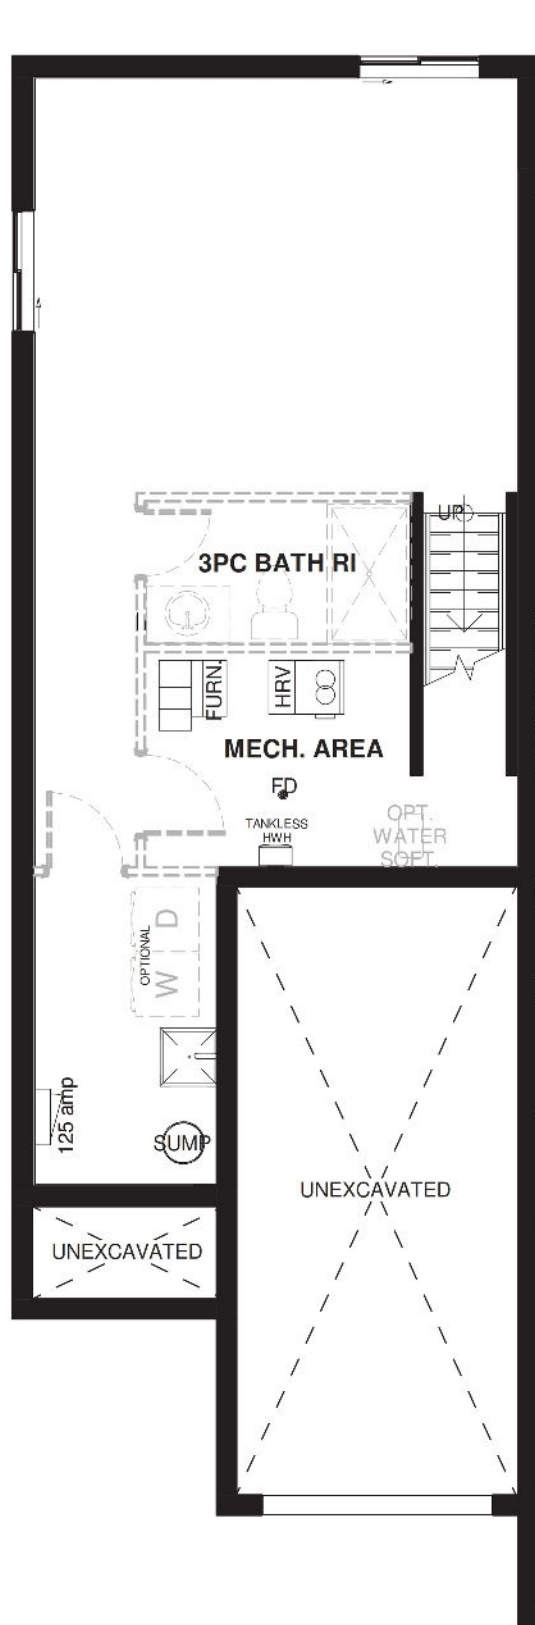 UP
3PC BATH RI
FURN.
HRV
MECH. AREA
FD
TANKLESS
HWH
OPT.
WATER
SOFT.
OPTIONAL
D
W
125 amp
SUMP
UNEXCAVATED
UNEXCAVATED